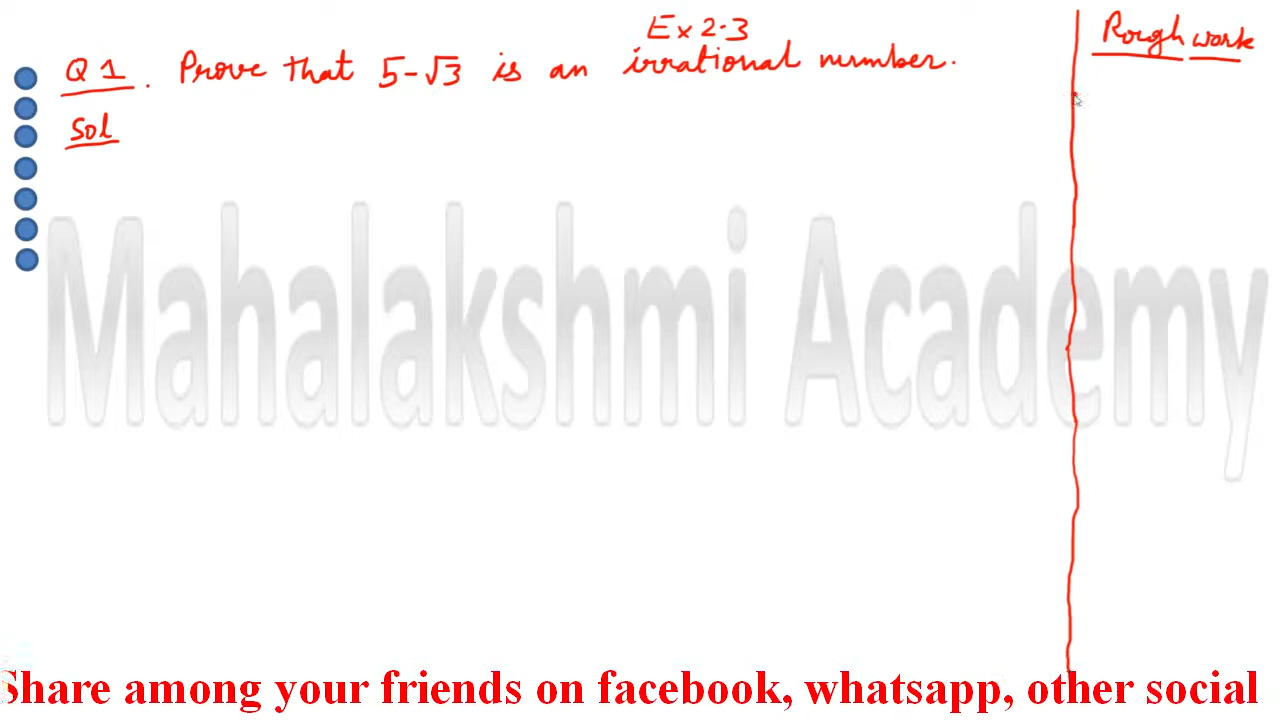 Ex 2.3
Rough work
Q 1. Prove that 5-√3 is an irrational number.
Sol
Mahalakshmi Academy
Share among your friends on facebook, whatsapp, other social